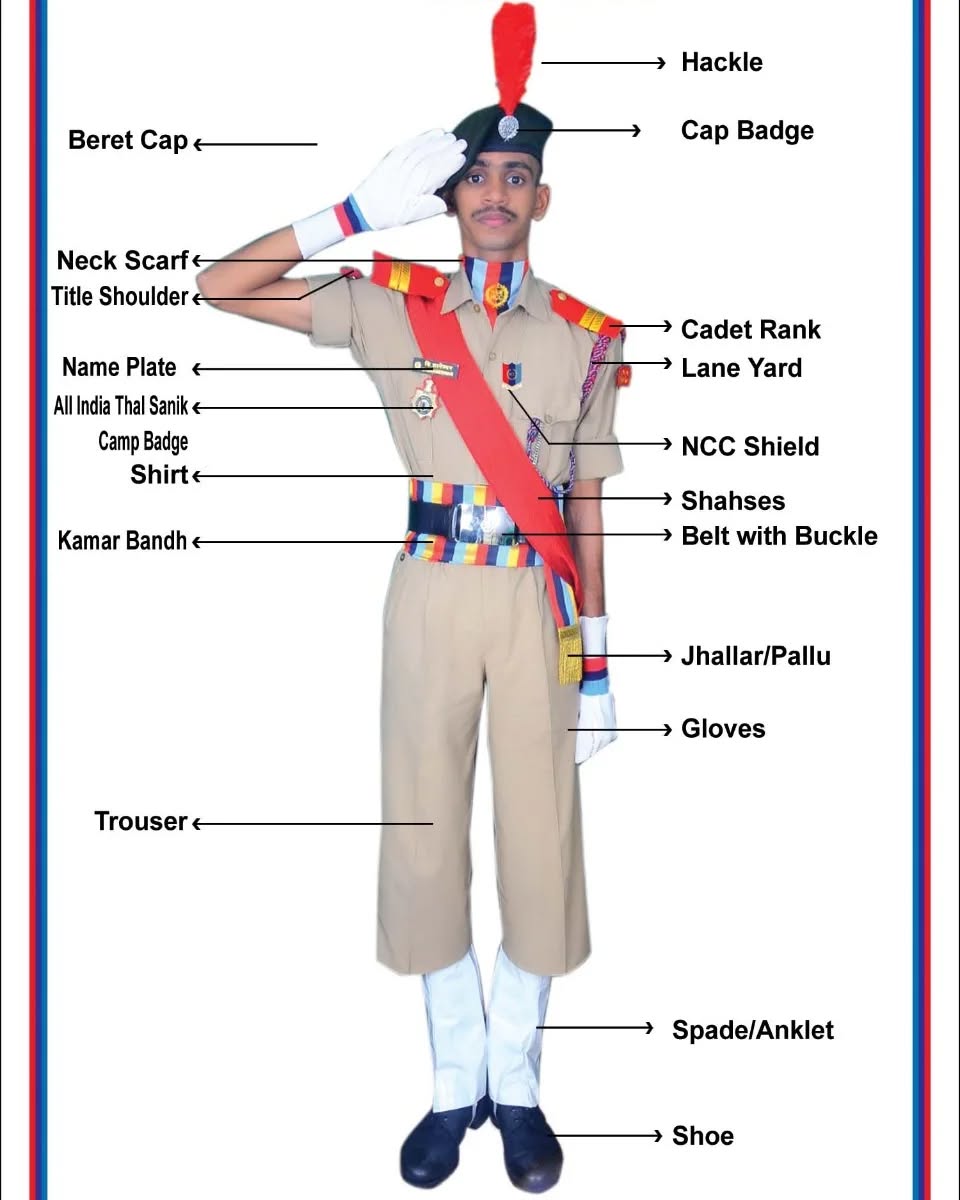 Hackle
Cap Badge
Beret Cap
Neck Scarf
Title Shoulder
Cadet Rank
Name Plate
Lane Yard
All India Thal Sanik
Camp Badge
NCC Shield
Shirt
Shahses
Belt with Buckle
Kamar Bandh
Jhallar/Pallu
Gloves
Trouser
Spade/Anklet
Shoe